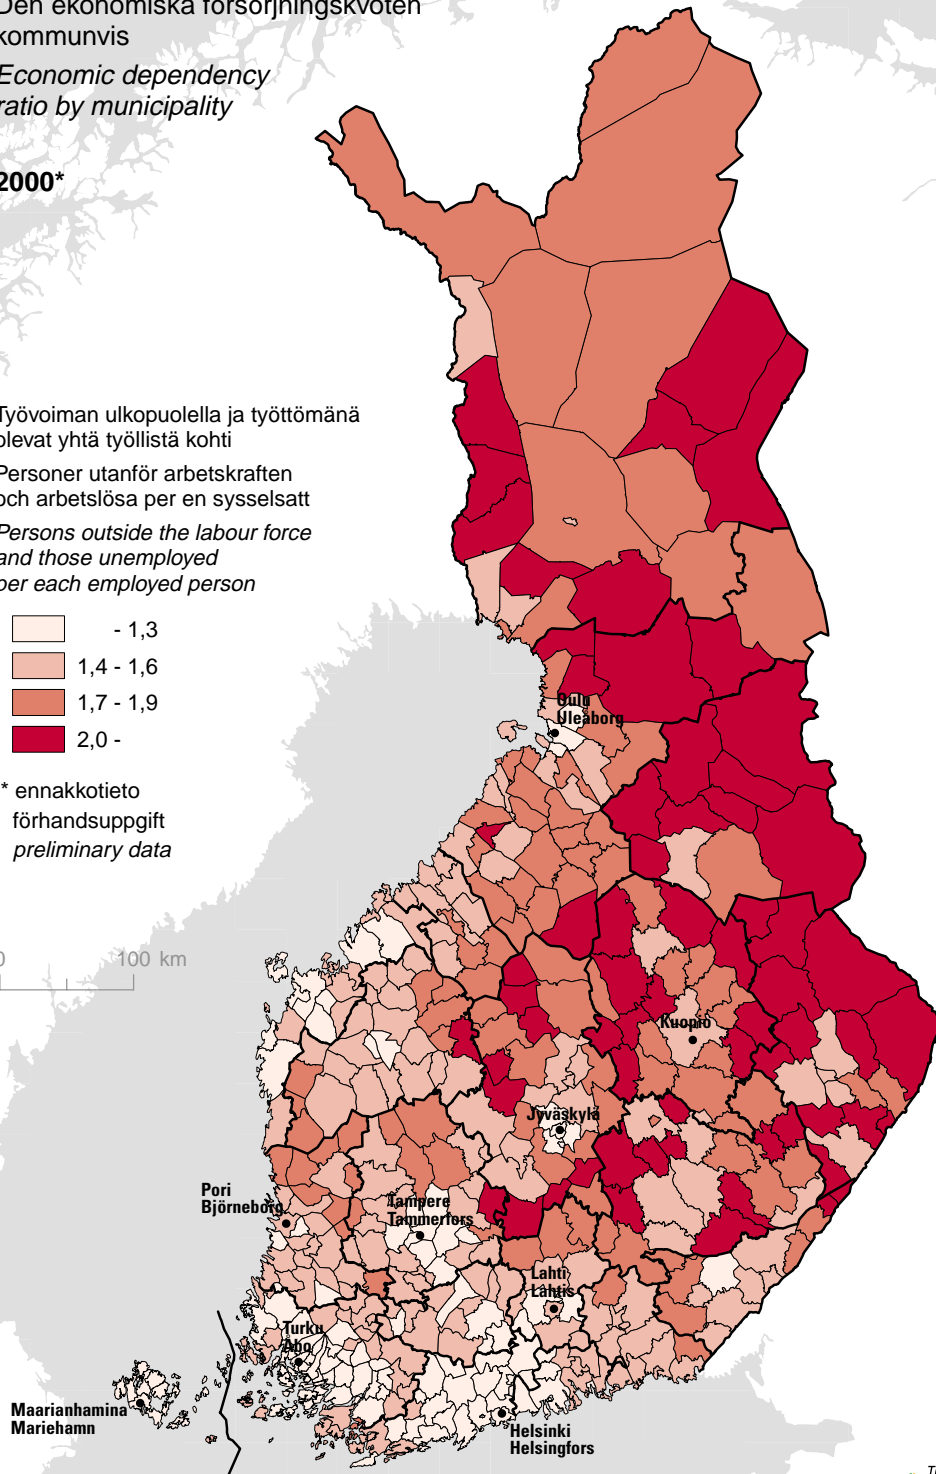 Den ekonomiska försörjningskvoten
kommunvis
Economic dependency
ratio by municipality
2000*
Työvoiman ulkopuolella ja työttömänä
olevat yhtä työllistä kohti
Personer utanför arbetskraften
och arbetslösa per en sysselsatt
Persons outside the labour force
and those unemployed
per each employed person
- 1,3
1,4 - 1,6
1,7 - 1,9
2,0 -
* ennakkotieto
förhandsuppgift
preliminary data
0 100 km
Oulu
Uleåborg
Kuopio
Jyväskylä
Pori
Björneborg
Tampere
Tammerfors
Lahti
Lahtis
Turku
Åbo
Maarianhamina
Mariehamn
Helsinki
Helsingfors